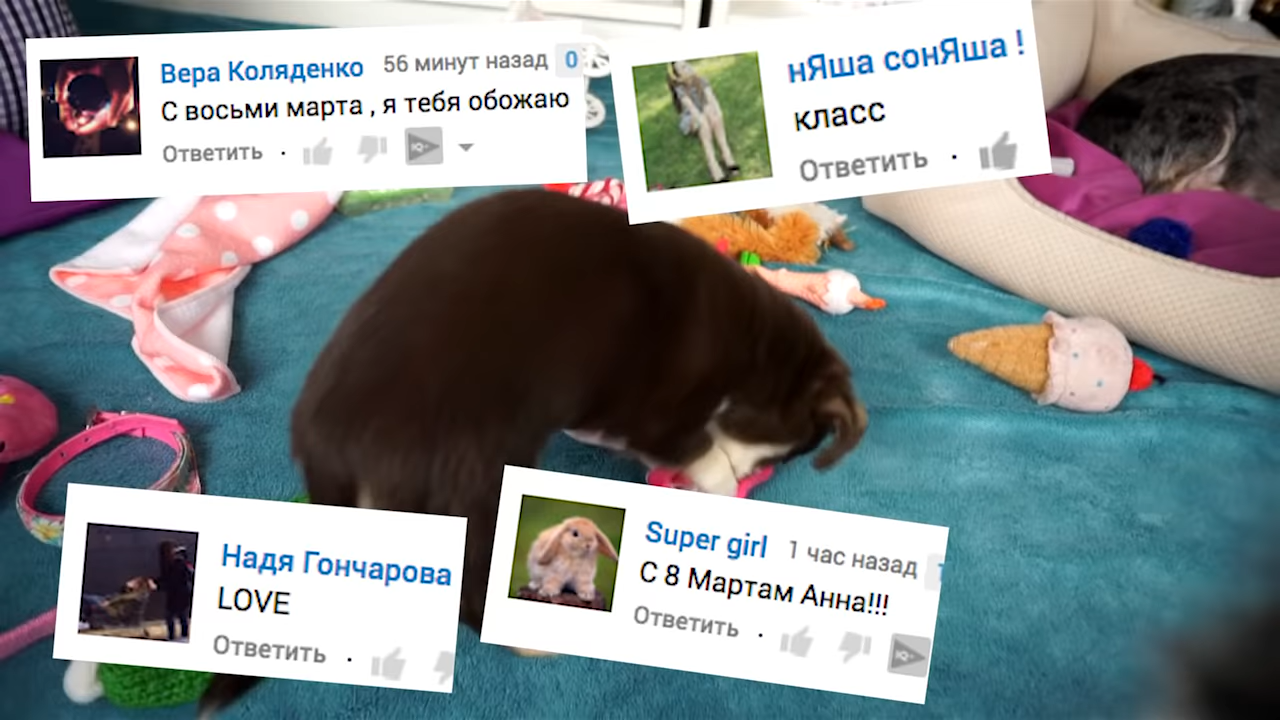 Вера Коляденко 56 минут назад 0
С восьми марта , я тебя обожаю
Ответить ·
нЯша сонЯша !
класс
Ответить ·
Надя Гончарова
LOVE
Ответить ·
Super girl 1 час назад
С 8 Мартам Анна!!!
Ответить ·